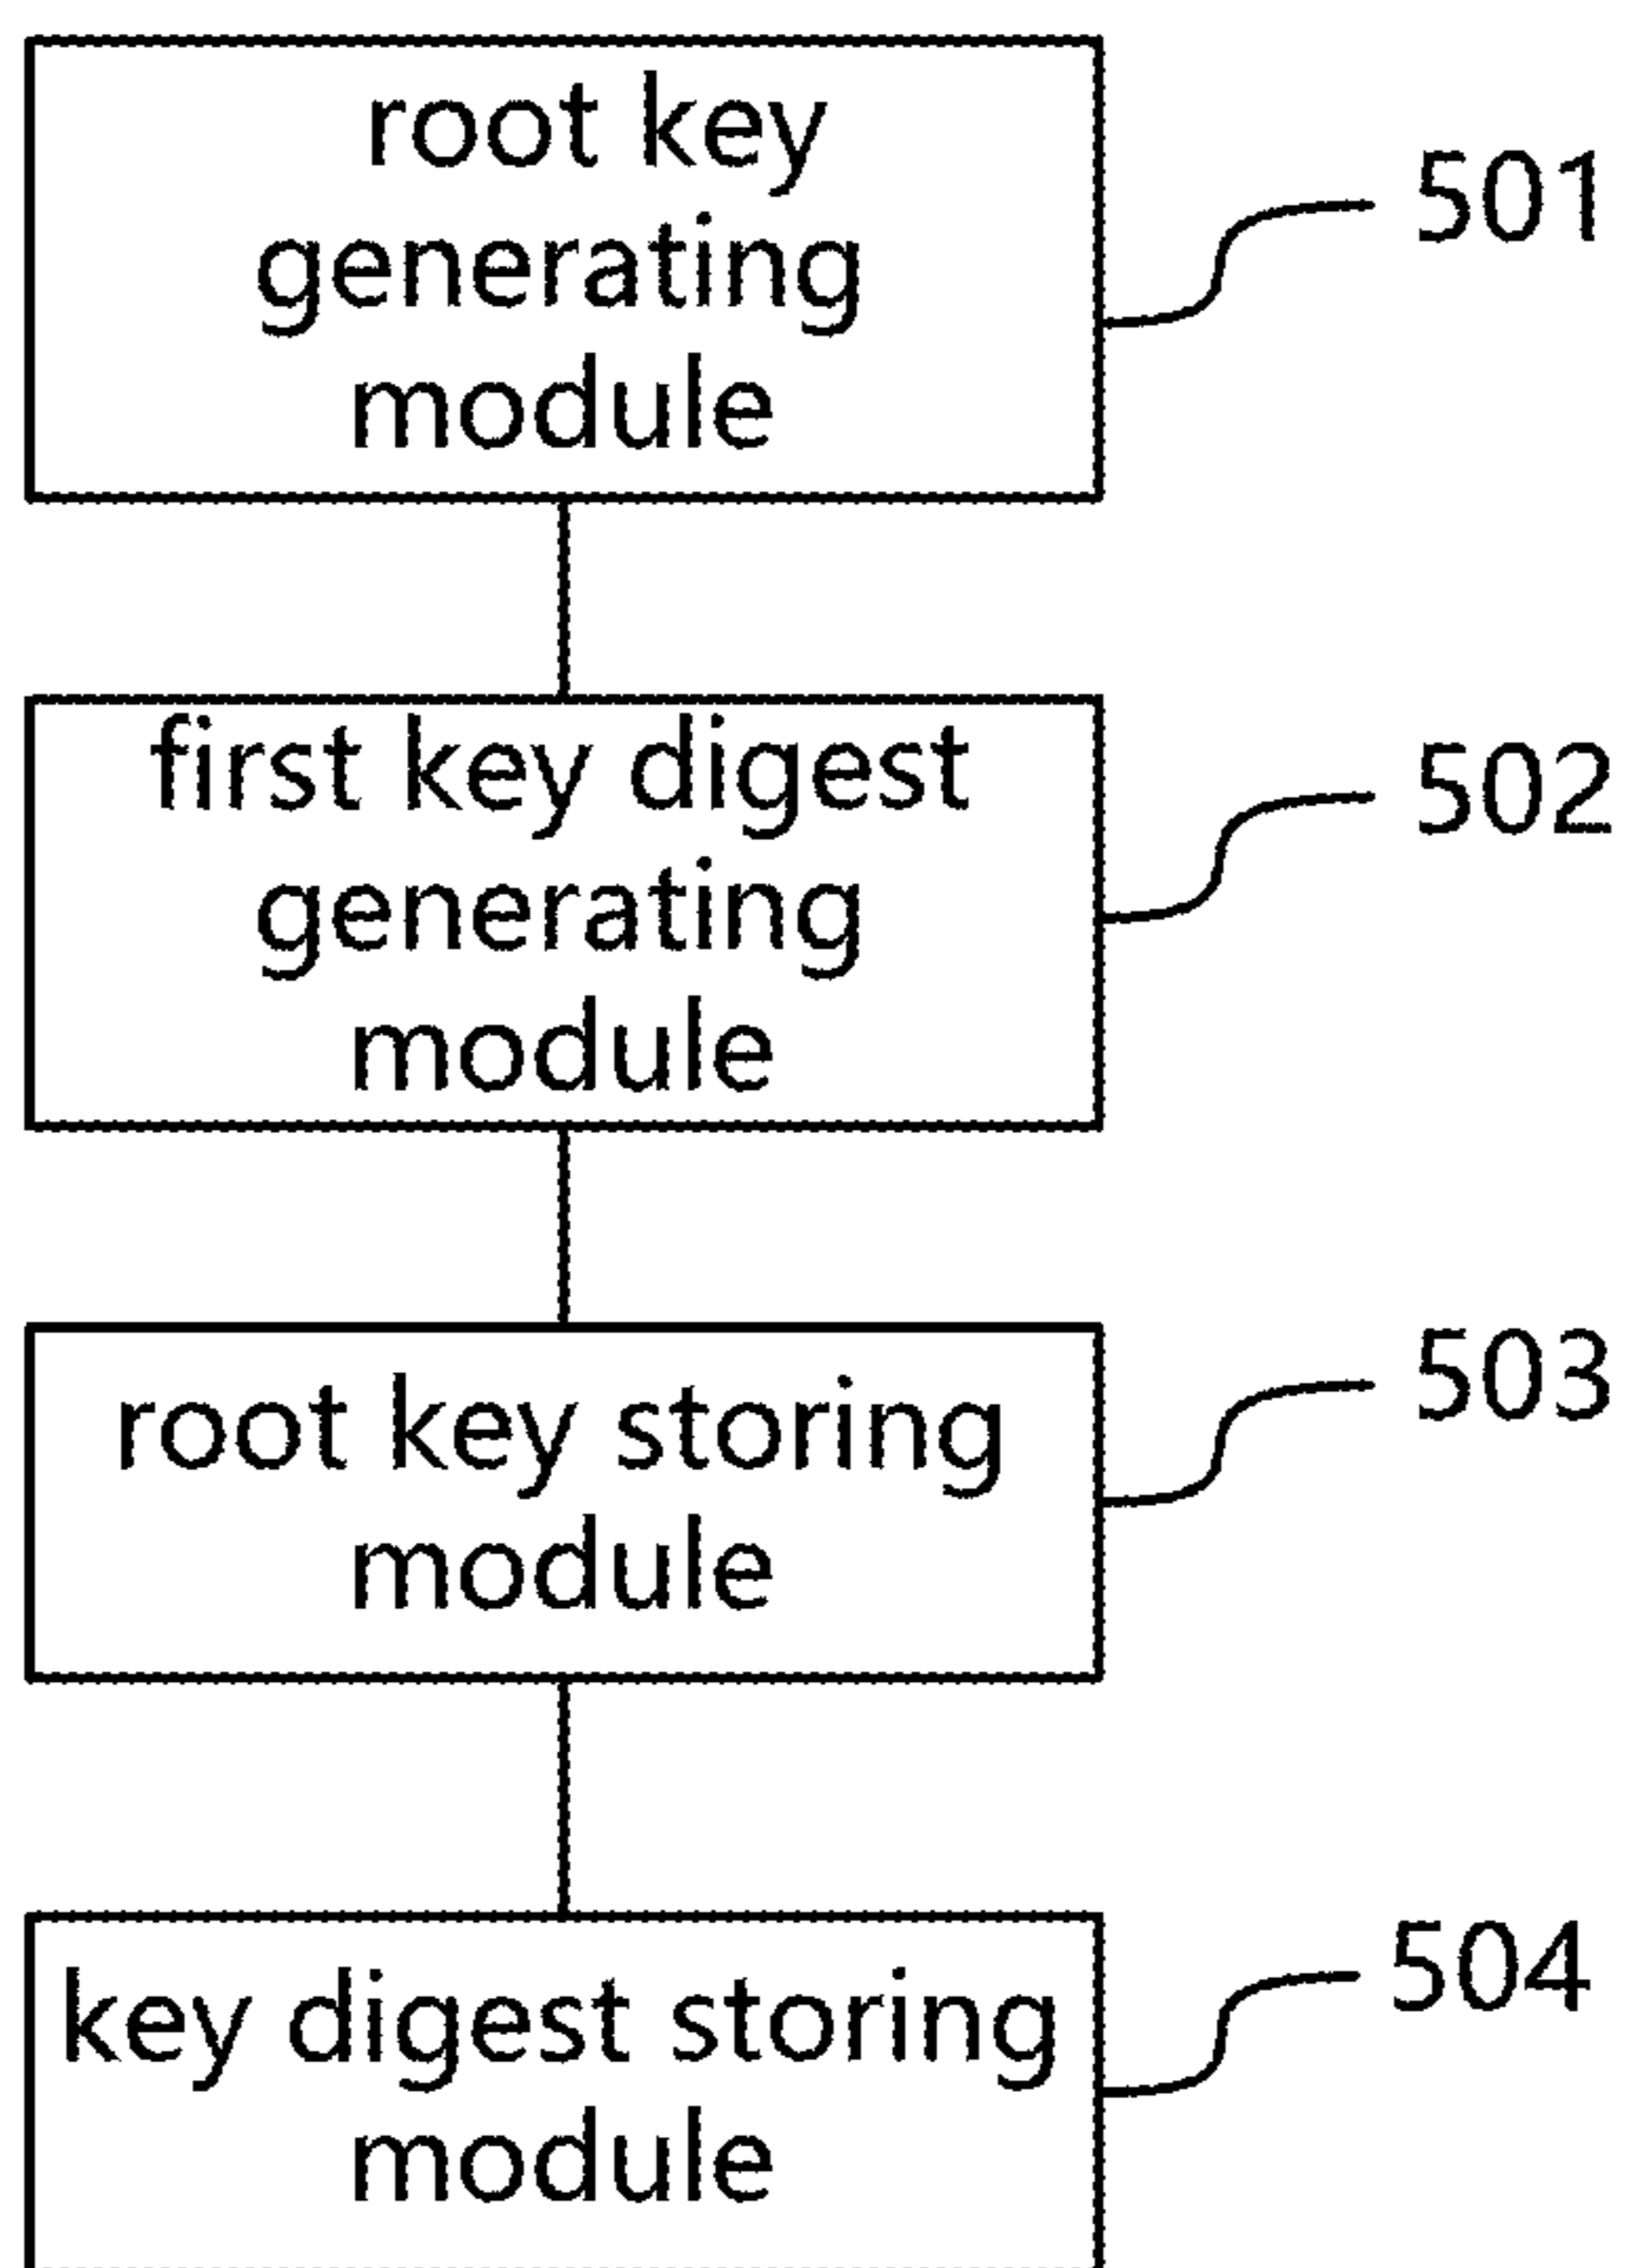 root key
generating
module
501
first key digest
generating
module
502
root key storing
module
503
key digest storing
module
504